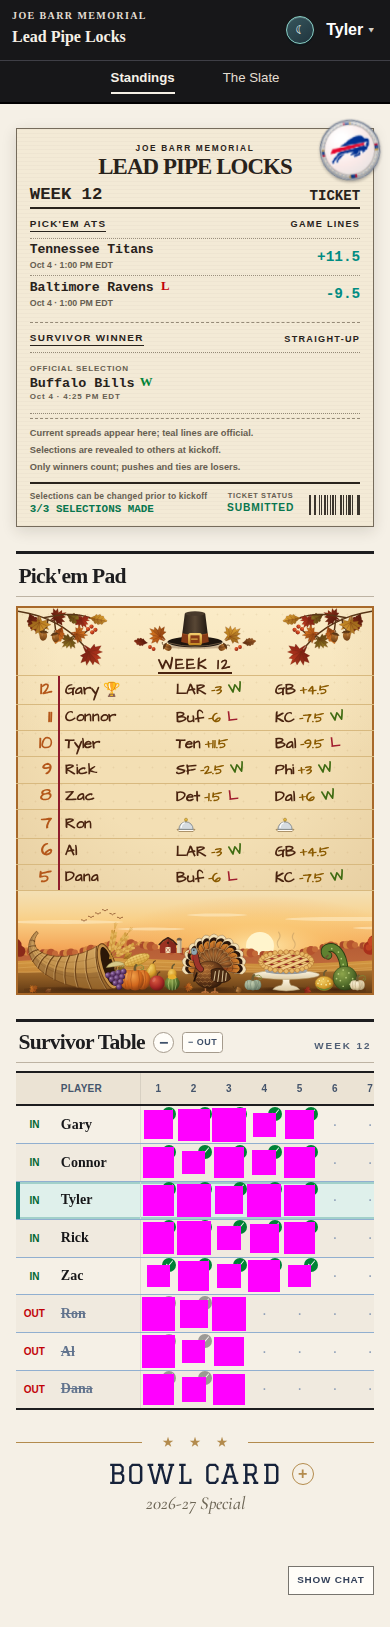 JOE BARR MEMORIAL
Lead Pipe Locks
Tyler
Standings The Slate
JOE BARR MEMORIAL
LEAD PIPE LOCKS
WEEK 12 TICKET
PICK'EM ATS GAME LINES
Tennessee Titans +11.5
Oct 4 · 1:00 PM EDT
Baltimore Ravens L -9.5
Oct 4 · 1:00 PM EDT
SURVIVOR WINNER STRAIGHT-UP
OFFICIAL SELECTION
Buffalo Bills W
Oct 4 · 4:25 PM EDT
Current spreads appear here; teal lines are official.
Selections are revealed to others at kickoff.
Only winners count; pushes and ties are losers.
Selections can be changed prior to kickoff TICKET STATUS
3/3 SELECTIONS MADE SUBMITTED
Pick'em Pad
WEEK 12
12 Gary LAR -3 W GB +4.5
11 Connor Buf -6 L KC -7.5 W
10 Tyler Ten +11.5 Bal -9.5 L
9 Rick SF -2.5 W Phi +3 W
8 Zac Det -1.5 L Dal +6 W
7 Ron
6 Al LAR -3 W GB +4.5
5 Dana Buf -6 L KC -7.5 W
Survivor Table − − OUT WEEK 12
PLAYER 1 2 3 4 5 6 7
IN Gary · ·
IN Connor · ·
IN Tyler · ·
IN Rick · ·
IN Zac · ·
OUT Ron · · · ·
OUT Al · · · ·
OUT Dana · · · ·
★ ★ ★
BOWL CARD +
2026-27 Special
SHOW CHAT